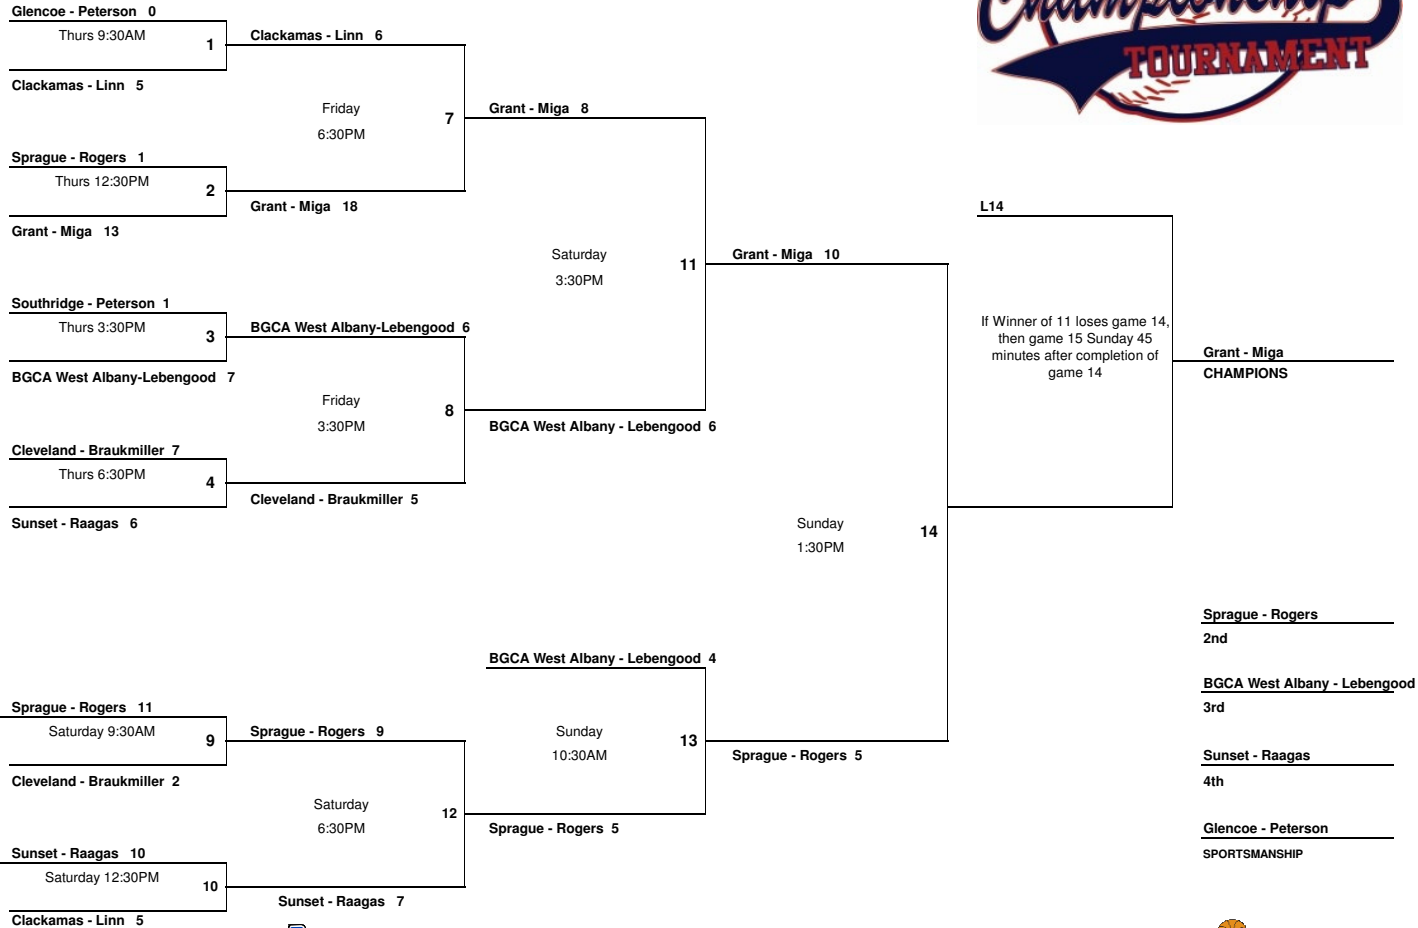 Championship
TOURNAMENT
Glencoe - Peterson 0
Thurs 9:30AM
1
Clackamas - Linn 5
Clackamas - Linn 6
Friday
6:30PM
7
Grant - Miga 8
Sprague - Rogers 1
Thurs 12:30PM
2
Grant - Miga 13
Grant - Miga 18
Saturday
3:30PM
11
Grant - Miga 10
Southridge - Peterson 1
Thurs 3:30PM
3
BGCA West Albany-Lebengood 7
BGCA West Albany-Lebengood 6
Friday
3:30PM
8
BGCA West Albany - Lebengood 6
Cleveland - Braukmiller 7
Thurs 6:30PM
4
Sunset - Raagas 6
Cleveland - Braukmiller 5
Sunday
1:30PM
14
L14
If Winner of 11 loses game 14,
then game 15 Sunday 45
minutes after completion of
game 14
Grant - Miga
CHAMPIONS
BGCA West Albany - Lebengood 4
Sunday
10:30AM
13
Sprague - Rogers 5
Sprague - Rogers 11
Saturday 9:30AM
9
Cleveland - Braukmiller 2
Sprague - Rogers 9
Saturday
6:30PM
12
Sprague - Rogers 5
Sunset - Raagas 10
Saturday 12:30PM
10
Clackamas - Linn 5
Sunset - Raagas 7
Sprague - Rogers
2nd
BGCA West Albany - Lebengood
3rd
Sunset - Raagas
4th
Glencoe - Peterson
SPORTSMANSHIP